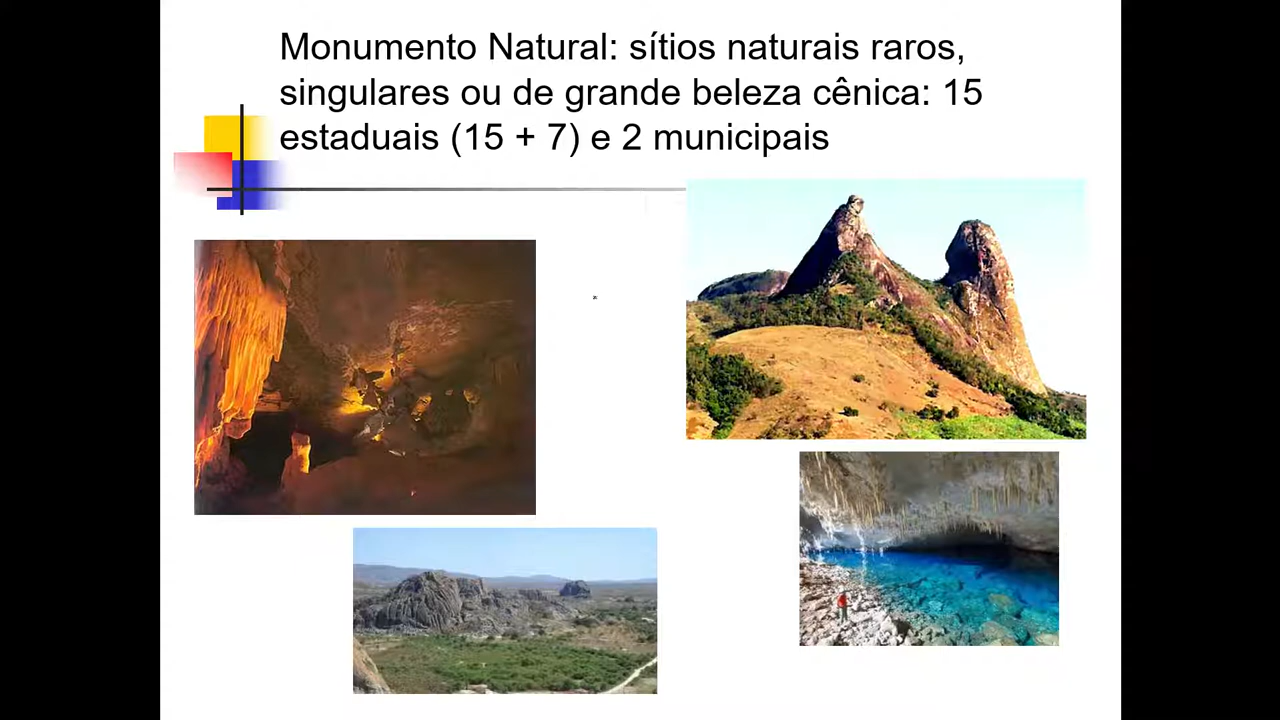 Monumento Natural: sítios naturais raros,
singulares ou de grande beleza cênica: 15
estaduais (15 + 7) e 2 municipais